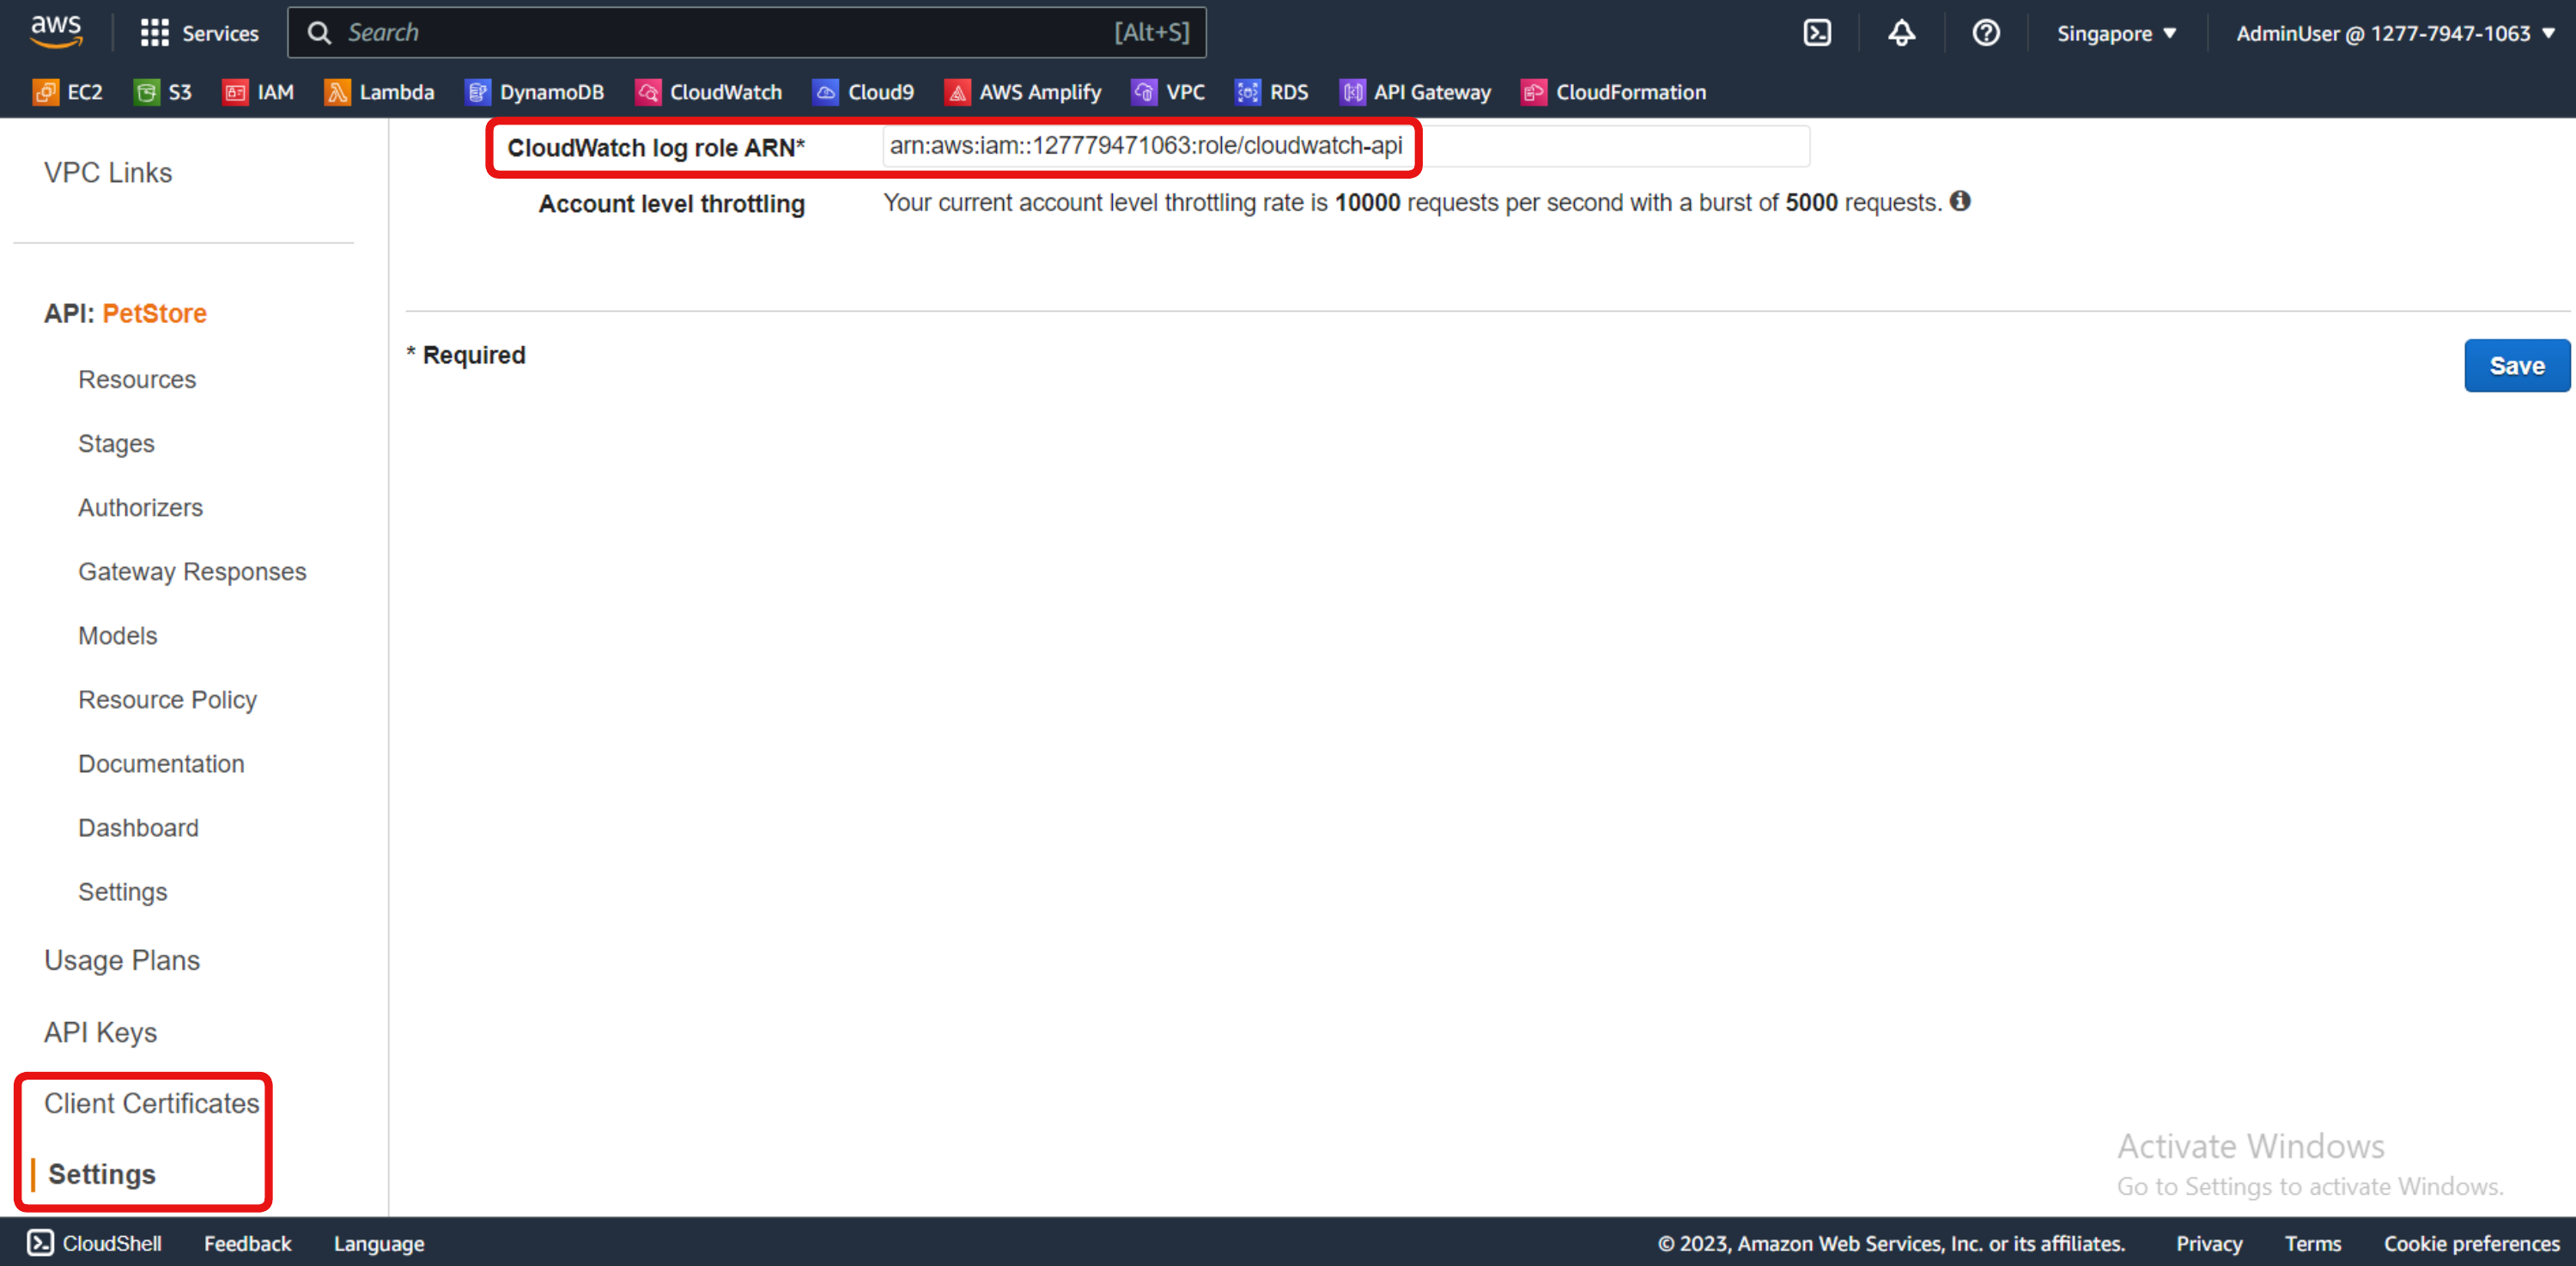 aws Services Search [Alt+S] Singapore ▼ AdminUser @ 1277-7947-1063 ▼
EC2 S3 IAM Lambda DynamoDB CloudWatch Cloud9 AWS Amplify VPC RDS API Gateway CloudFormation
CloudWatch log role ARN* arn:aws:iam::127779471063:role/cloudwatch-api
VPC Links
Account level throttling Your current account level throttling rate is 10000 requests per second with a burst of 5000 requests.
API: PetStore
* Required
Save
Resources
Stages
Authorizers
Gateway Responses
Models
Resource Policy
Documentation
Dashboard
Settings
Usage Plans
API Keys
Client Certificates
Settings
Activate Windows
Go to Settings to activate Windows.
CloudShell Feedback Language © 2023, Amazon Web Services, Inc. or its affiliates. Privacy Terms Cookie preferences